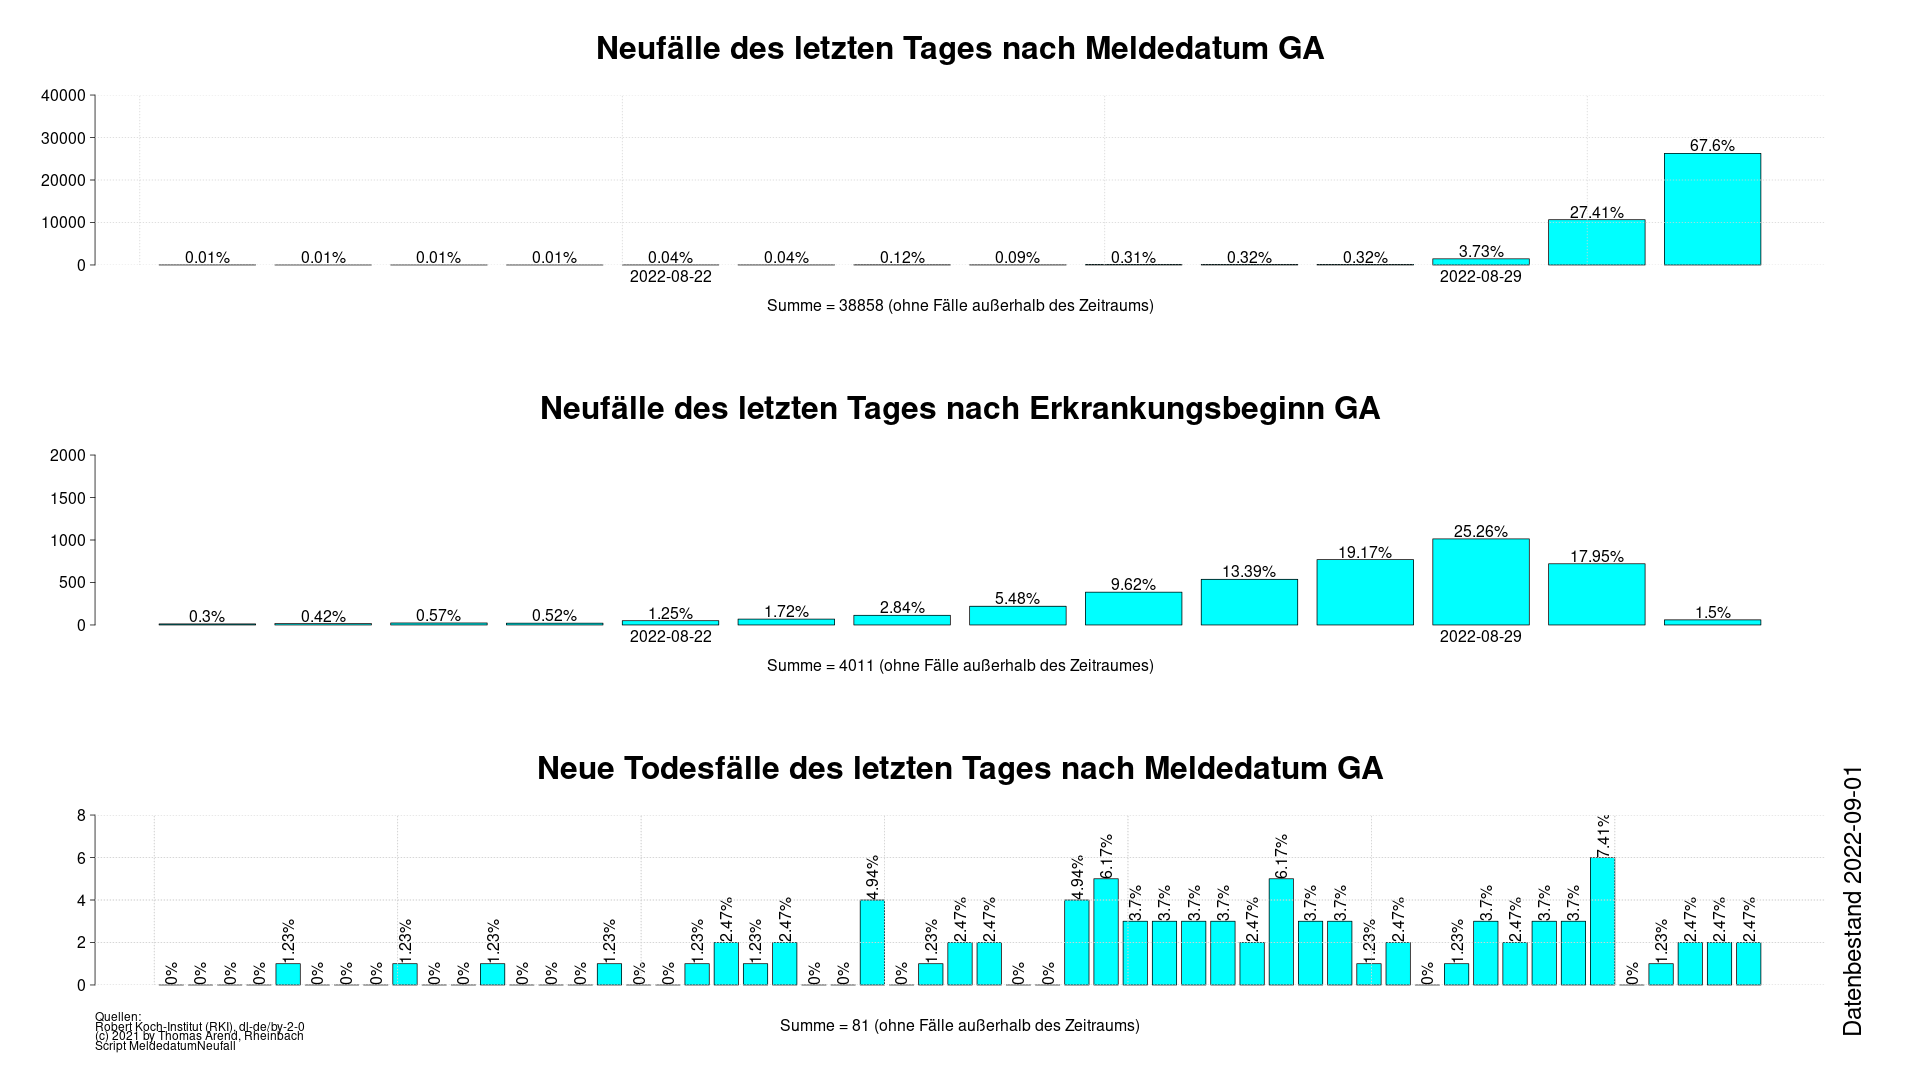 Neufälle des letzten Tages nach Meldedatum GA
40000
30000
20000
10000
0
0.01% 0.01% 0.01% 0.01% 0.04% 0.04% 0.12% 0.09% 0.31% 0.32% 0.32% 3.73% 27.41% 67.6%
2022-08-22 2022-08-29
Summe = 38858 (ohne Fälle außerhalb des Zeitraums)
Neufälle des letzten Tages nach Erkrankungsbeginn GA
2000
1500
1000
500
0
0.3% 0.42% 0.57% 0.52% 1.25% 1.72% 2.84% 5.48% 9.62% 13.39% 19.17% 25.26% 17.95% 1.5%
2022-08-22 2022-08-29
Summe = 4011 (ohne Fälle außerhalb des Zeitraumes)
Neue Todesfälle des letzten Tages nach Meldedatum GA
8
6
4
2
0
0% 0% 0% 0% 1.23% 0% 0% 0% 1.23% 0% 0% 1.23% 0% 0% 0% 1.23% 0% 0% 1.23% 2.47% 1.23% 2.47% 0% 0% 4.94% 0% 1.23% 2.47% 2.47% 0% 0% 4.94% 6.17% 3.7% 3.7% 3.7% 3.7% 2.47% 6.17% 3.7% 3.7% 1.23% 2.47% 0% 1.23% 3.7% 2.47% 3.7% 3.7% 7.41% 0% 1.23% 2.47% 2.47% 2.47%
Summe = 81 (ohne Fälle außerhalb des Zeitraums)
Quellen:
Robert Koch-Institut (RKI), dl-de/by-2-0
(c) 2021 by Thomas Arend, Rheinbach
Script MeldedatumNeufall
Datenbestand 2022-09-01